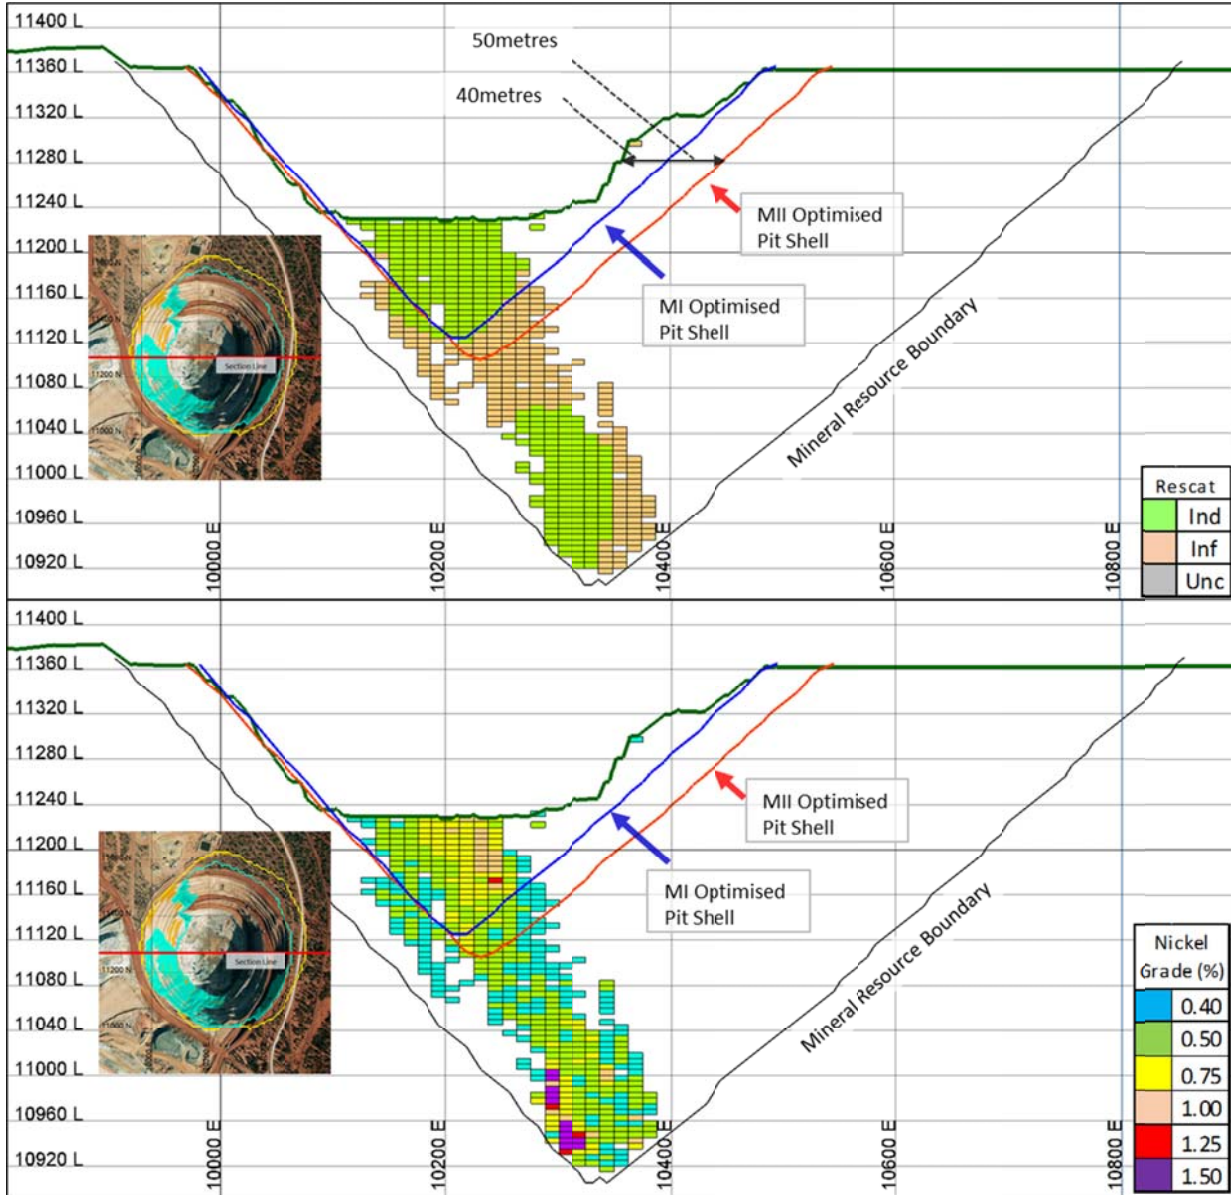 11400 L
11360 L
11320 L
11280 L
11240 L
11200 L
11160 L
11120 L
11080 L
11040 L
11000 L
10960 L
10920 L
50metres
40metres
MII Optimised
Pit Shell
MI Optimised
Pit Shell
Mineral Resource Boundary
Section Line
11200 N
11000 N
10000 E
10200 E
10400 E
10600 E
10800 E
Rescat
Ind
Inf
Unc
11400 L
11360 L
11320 L
11280 L
11240 L
11200 L
11160 L
11120 L
11080 L
11040 L
11000 L
10960 L
10920 L
MII Optimised
Pit Shell
MI Optimised
Pit Shell
Mineral Resource Boundary
Section Line
11200 N
11000 N
10000 E
10200 E
10400 E
10600 E
10800 E
Nickel
Grade (%)
0.40
0.50
0.75
1.00
1.25
1.50